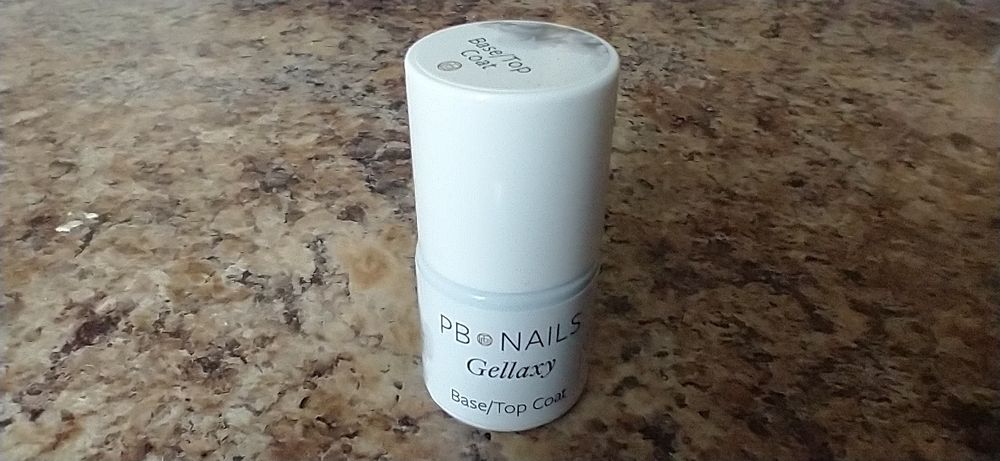 Base/Top
Coat
PB NAILS
Gellaxy
Base/Top Coat